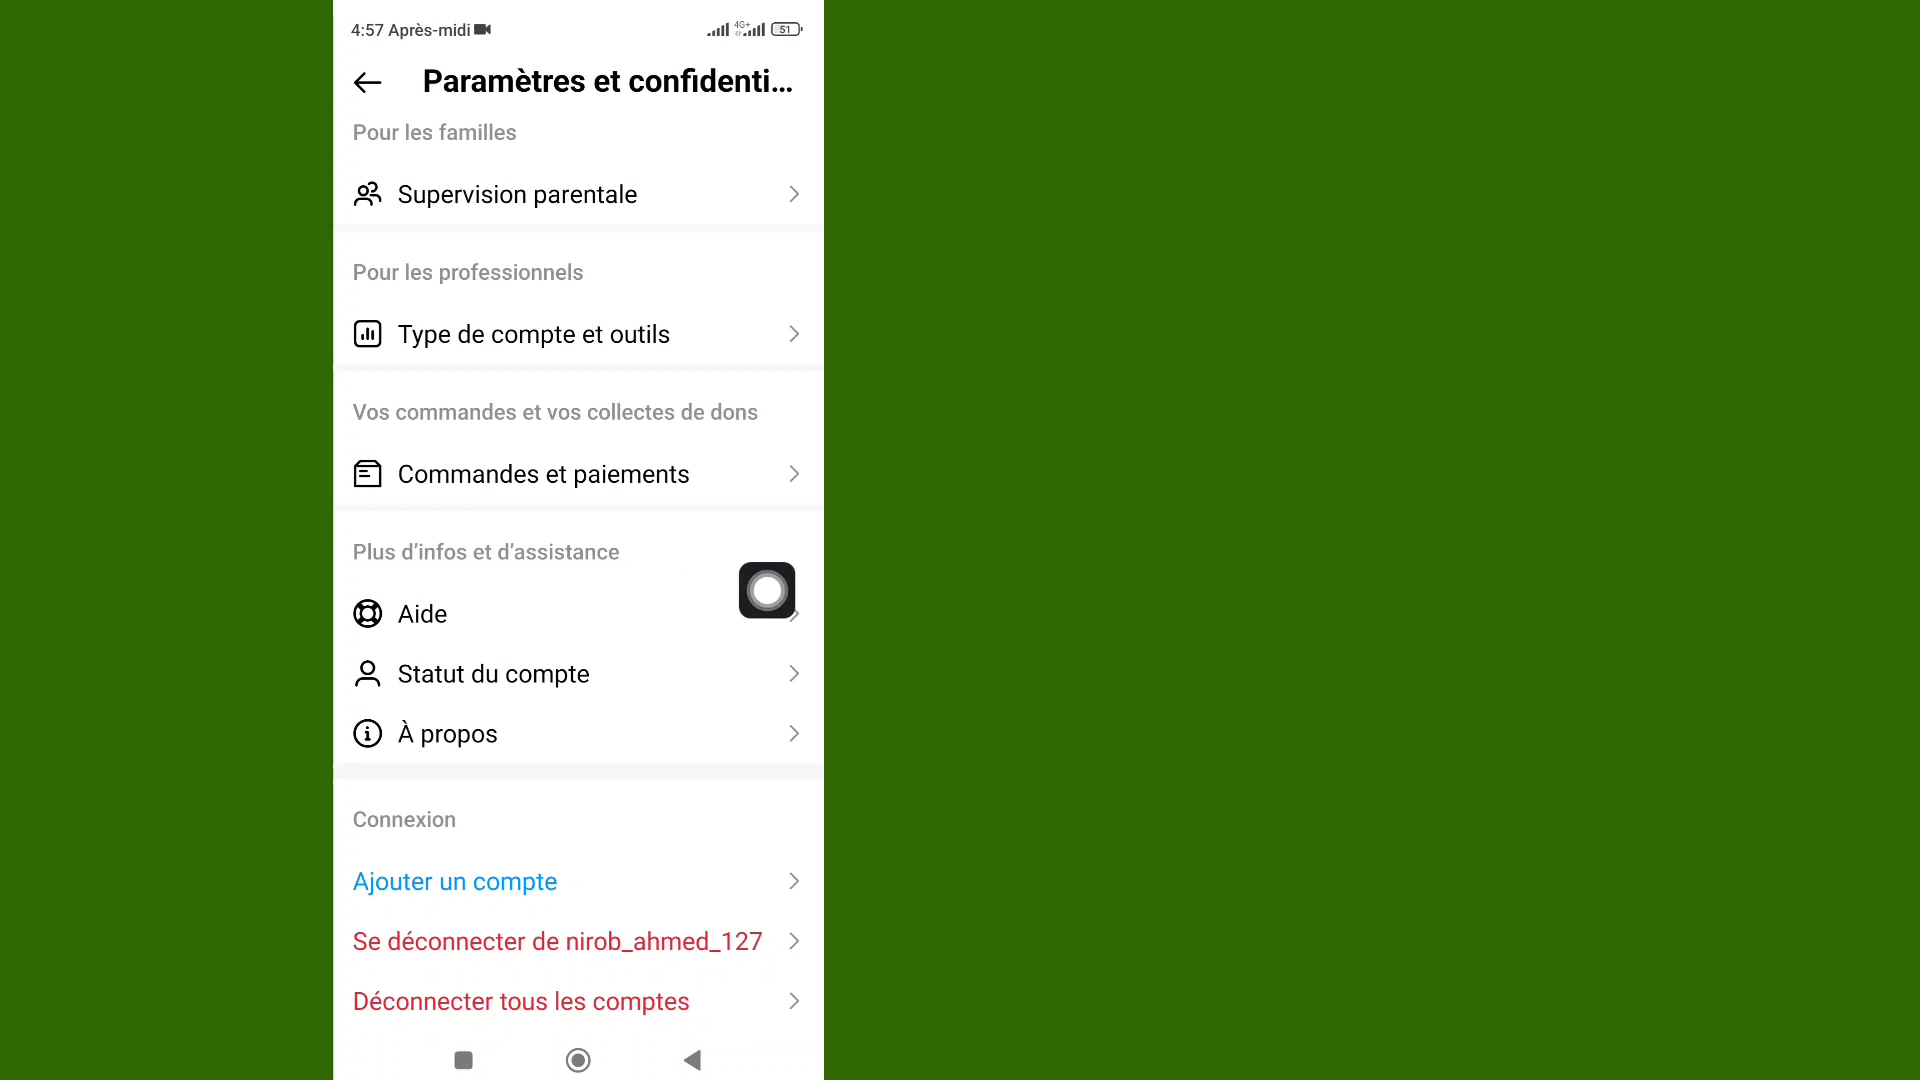 4:57 Après-midi
4G+
51
Paramètres et confidenti...
Pour les familles
Supervision parentale
Pour les professionnels
Type de compte et outils
Vos commandes et vos collectes de dons
Commandes et paiements
Plus d’infos et d’assistance
Aide
Statut du compte
À propos
Connexion
Ajouter un compte
Se déconnecter de nirob_ahmed_127
Déconnecter tous les comptes